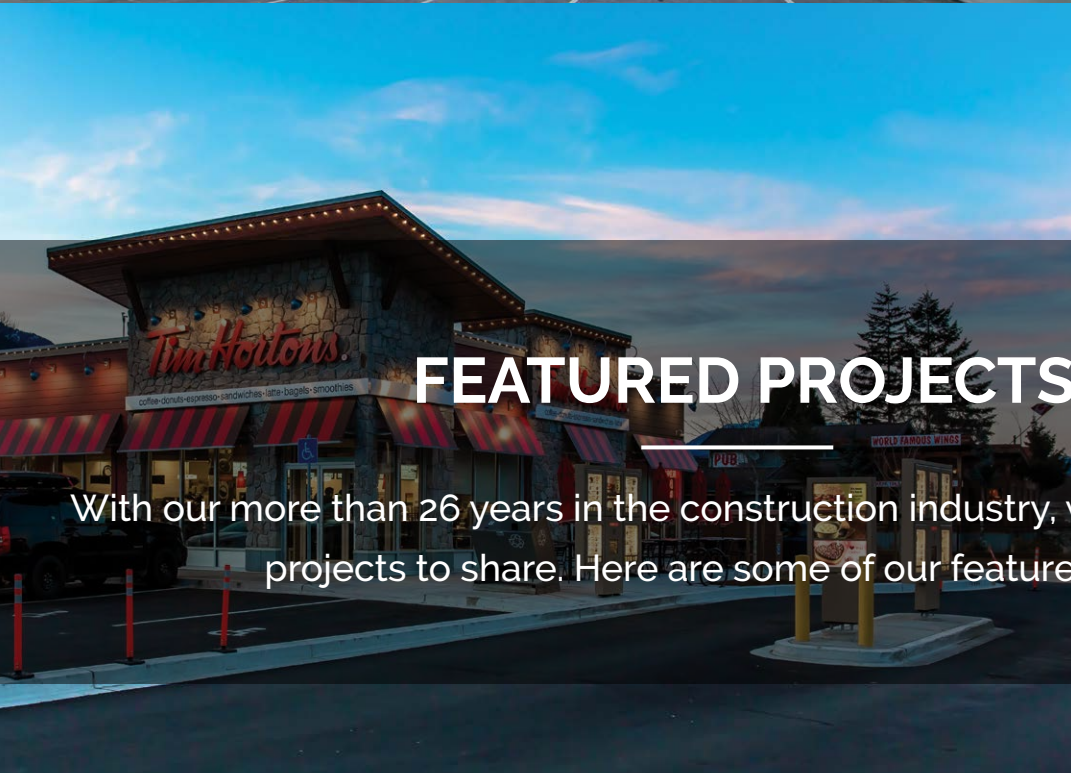 Tim Hortons.
coffee·donuts·espresso·sandwiches·latte·bagels·smoothies
FEATURED PROJECTS
WORLD FAMOUS WINGS
PUB
With our more than 26 years in the construction industry,
projects to share. Here are some of our feature